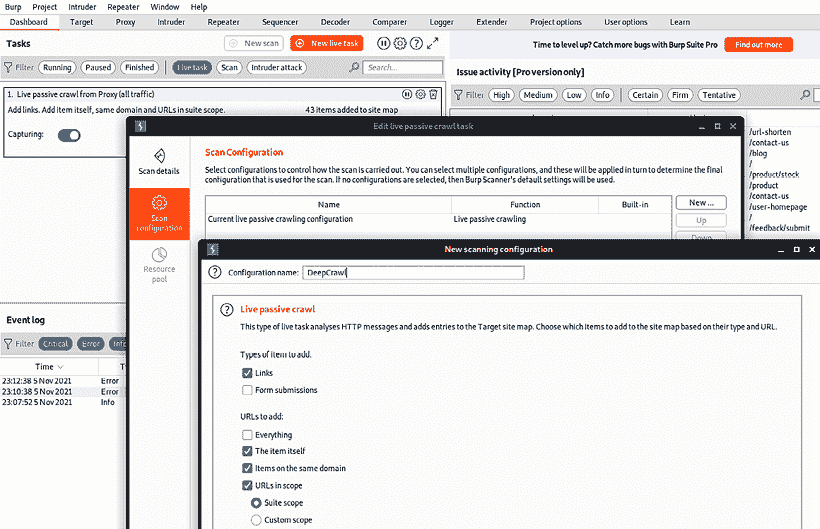 Burp Project Intruder Repeater Window Help
Dashboard Target Proxy Intruder Repeater Sequencer Decoder Comparer Logger Extender Project options User options Learn
Tasks
New scan
New live task
Time to level up? Catch more bugs with Burp Suite Pro
Find out more
Filter Running Paused Finished Live task Scan Intruder attack Search...
Issue activity [Pro version only]
Filter High Medium Low Info Certain Firm Tentative
1. Live passive crawl from Proxy (all traffic)
Add links. Add item itself, same domain and URLs in suite scope.
43 items added to site map
Capturing:
/url-shorten
/contact-us
/blog
/
/product/stock
/product
/contact-us
/user-homepage
/
/feedback/submit
Event log
Filter Critical Error Info
Time
23:12:38 5 Nov 2021 Error
23:10:38 5 Nov 2021 Error
23:07:52 5 Nov 2021 Info
Edit live passive crawl task
Scan details
Scan
configuration
Resource
pool
Scan Configuration
Select configurations to control how the scan is carried out. You can select multiple configurations, and these will be applied in turn to determine the final
configuration that is used for the scan. If no configurations are selected, then Burp Scanner's default settings will be used.
Name Function Built-in
Current live passive crawling configuration Live passive crawling
New ...
Up
Down
New scanning configuration
Configuration name: DeepCrawl
Live passive crawl
This type of live task analyses HTTP messages and adds entries to the Target site map. Choose which items to add to the site map based on their type and URL.
Types of item to add:
Links
Form submissions
URLs to add:
Everything
The item itself
Items on the same domain
URLs in scope
Suite scope
Custom scope